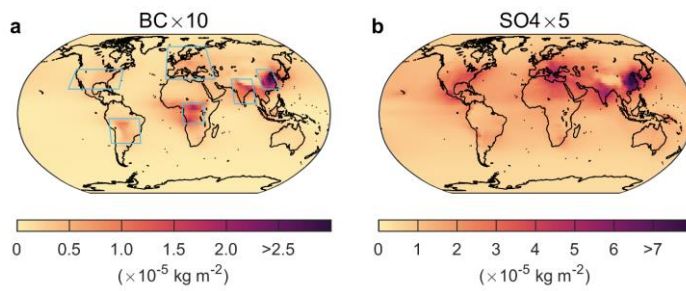 a BC×10
0 0.5 1.0 1.5 2.0 >2.5
(×10⁻⁵ kg m⁻²)
b SO4×5
0 1 2 3 4 5 6 >7
(×10⁻⁵ kg m⁻²)